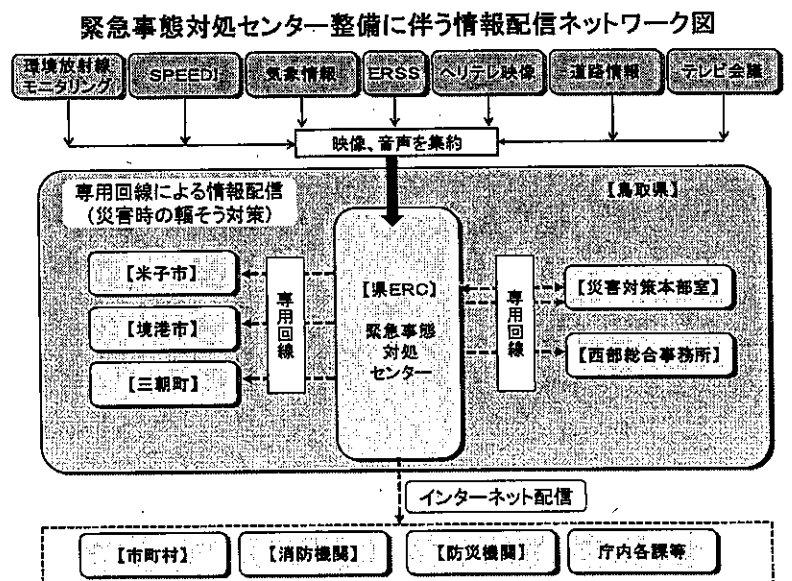 緊急事態対処センター整備に伴う情報配信ネットワーク図
環境放射線
モニタリング
SPEEDI
気象情報
ERSS
ヘリテレ映像
道路情報
テレビ会議
映像、音声を集約
専用回線による情報配信
(災害時の輻そう対策)
【鳥取県】
【米子市】
【境港市】
【三朝町】
専用回線
【県ERC】
緊急事態
対処
センター
専用回線
【災害対策本部室】
【西部総合事務所】
インターネット配信
【市町村】
【消防機関】
【防災機関】
庁内各課等